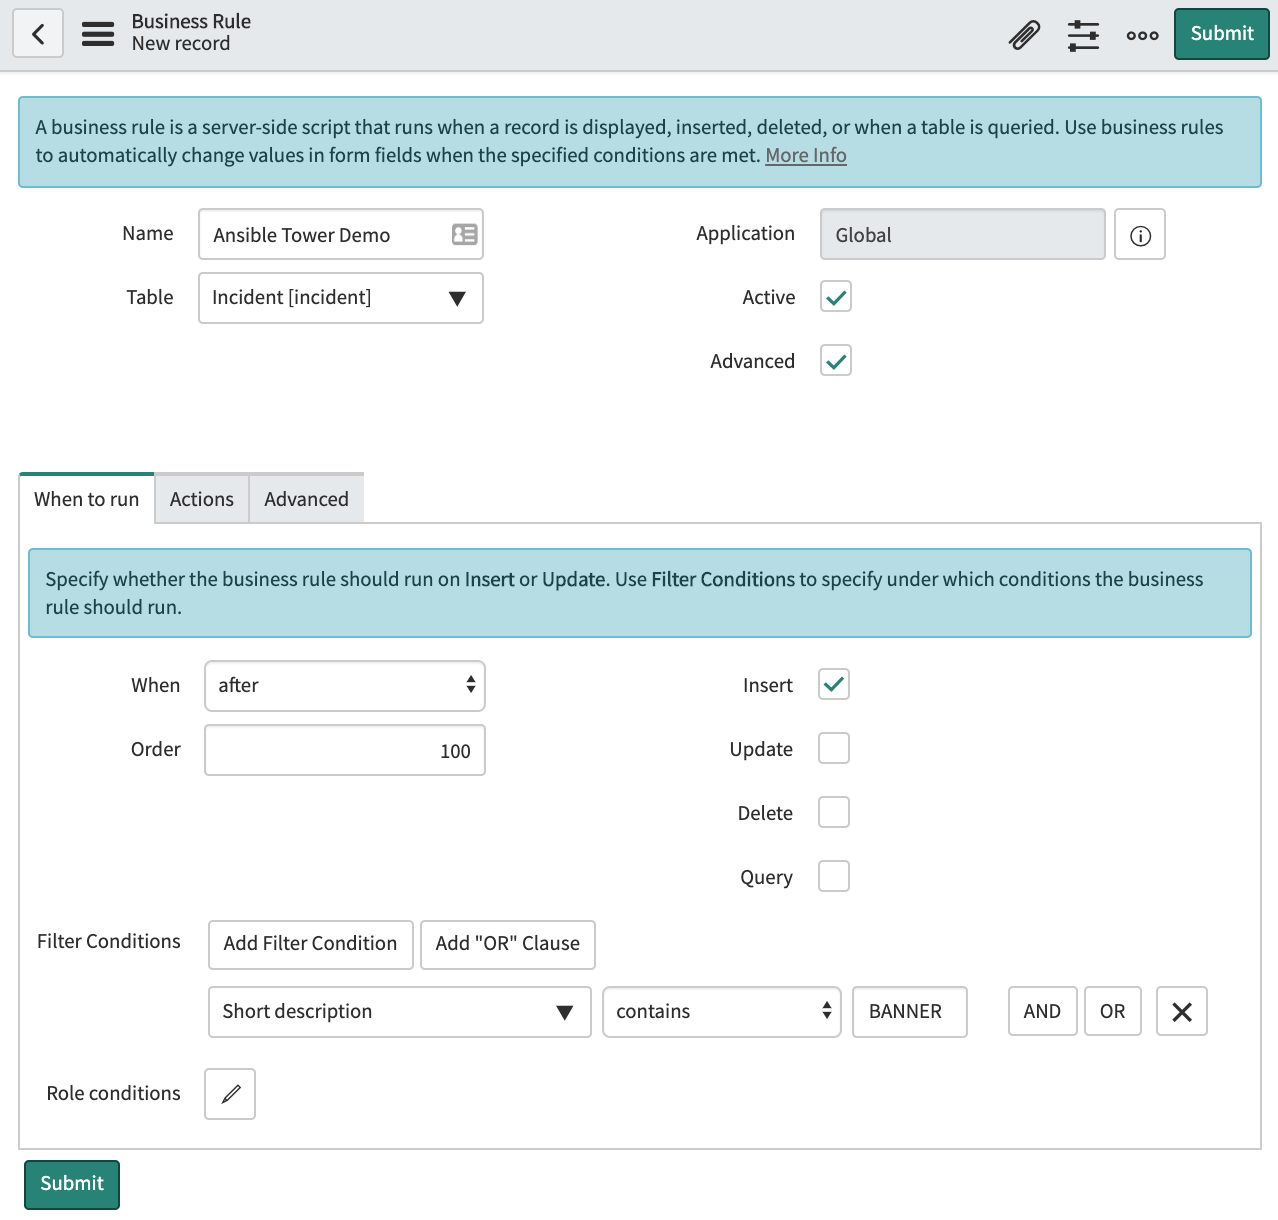 Business Rule
New record
Submit
A business rule is a server-side script that runs when a record is displayed, inserted, deleted, or when a table is queried. Use business rules
to automatically change values in form fields when the specified conditions are met. More Info
Name
Ansible Tower Demo
Application
Global
Table
Incident [incident]
Active
Advanced
When to run
Actions
Advanced
Specify whether the business rule should run on Insert or Update. Use Filter Conditions to specify under which conditions the business
rule should run.
When
after
Insert
Order
100
Update
Delete
Query
Filter Conditions
Add Filter Condition
Add "OR" Clause
Short description
contains
BANNER
AND
OR
Role conditions
Submit